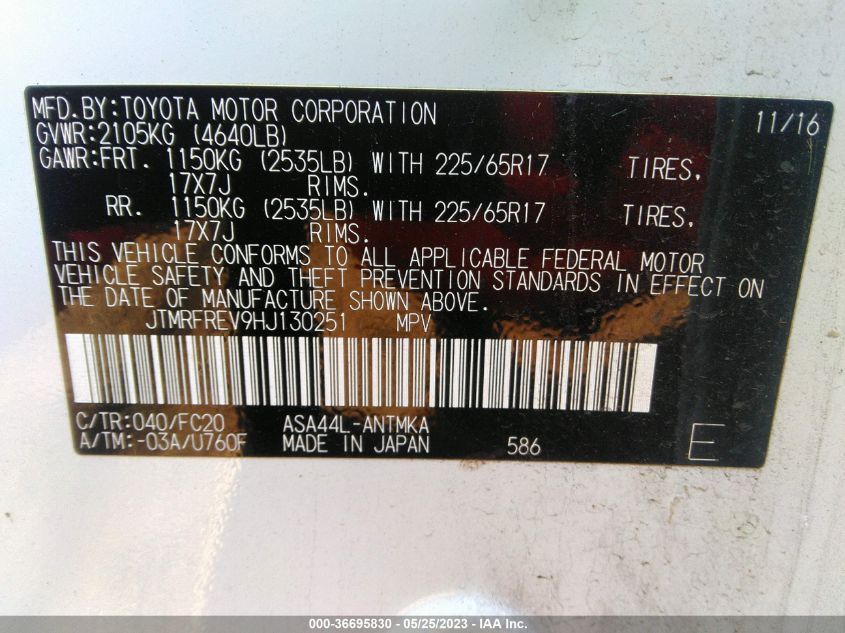 MFD.BY:TOYOTA MOTOR CORPORATION 11/16
GVWR:2105KG (4640LB)
GAWR:FRT. 1150KG (2535LB) WITH 225/65R17 TIRES,
17X7J RIMS.
RR. 1150KG (2535LB) WITH 225/65R17 TIRES,
17X7J RIMS.
THIS VEHICLE CONFORMS TO ALL APPLICABLE FEDERAL MOTOR
VEHICLE SAFETY AND THEFT PREVENTION STANDARDS IN EFFECT ON
THE DATE OF MANUFACTURE SHOWN ABOVE.
JTMRFREV9HJ130251 MPV
C/TR:040/FC20 ASA44L-ANTMKA
A/TM:-03A/U760F MADE IN JAPAN 586 E
000-36695830 - 05/25/2023 - IAA Inc.